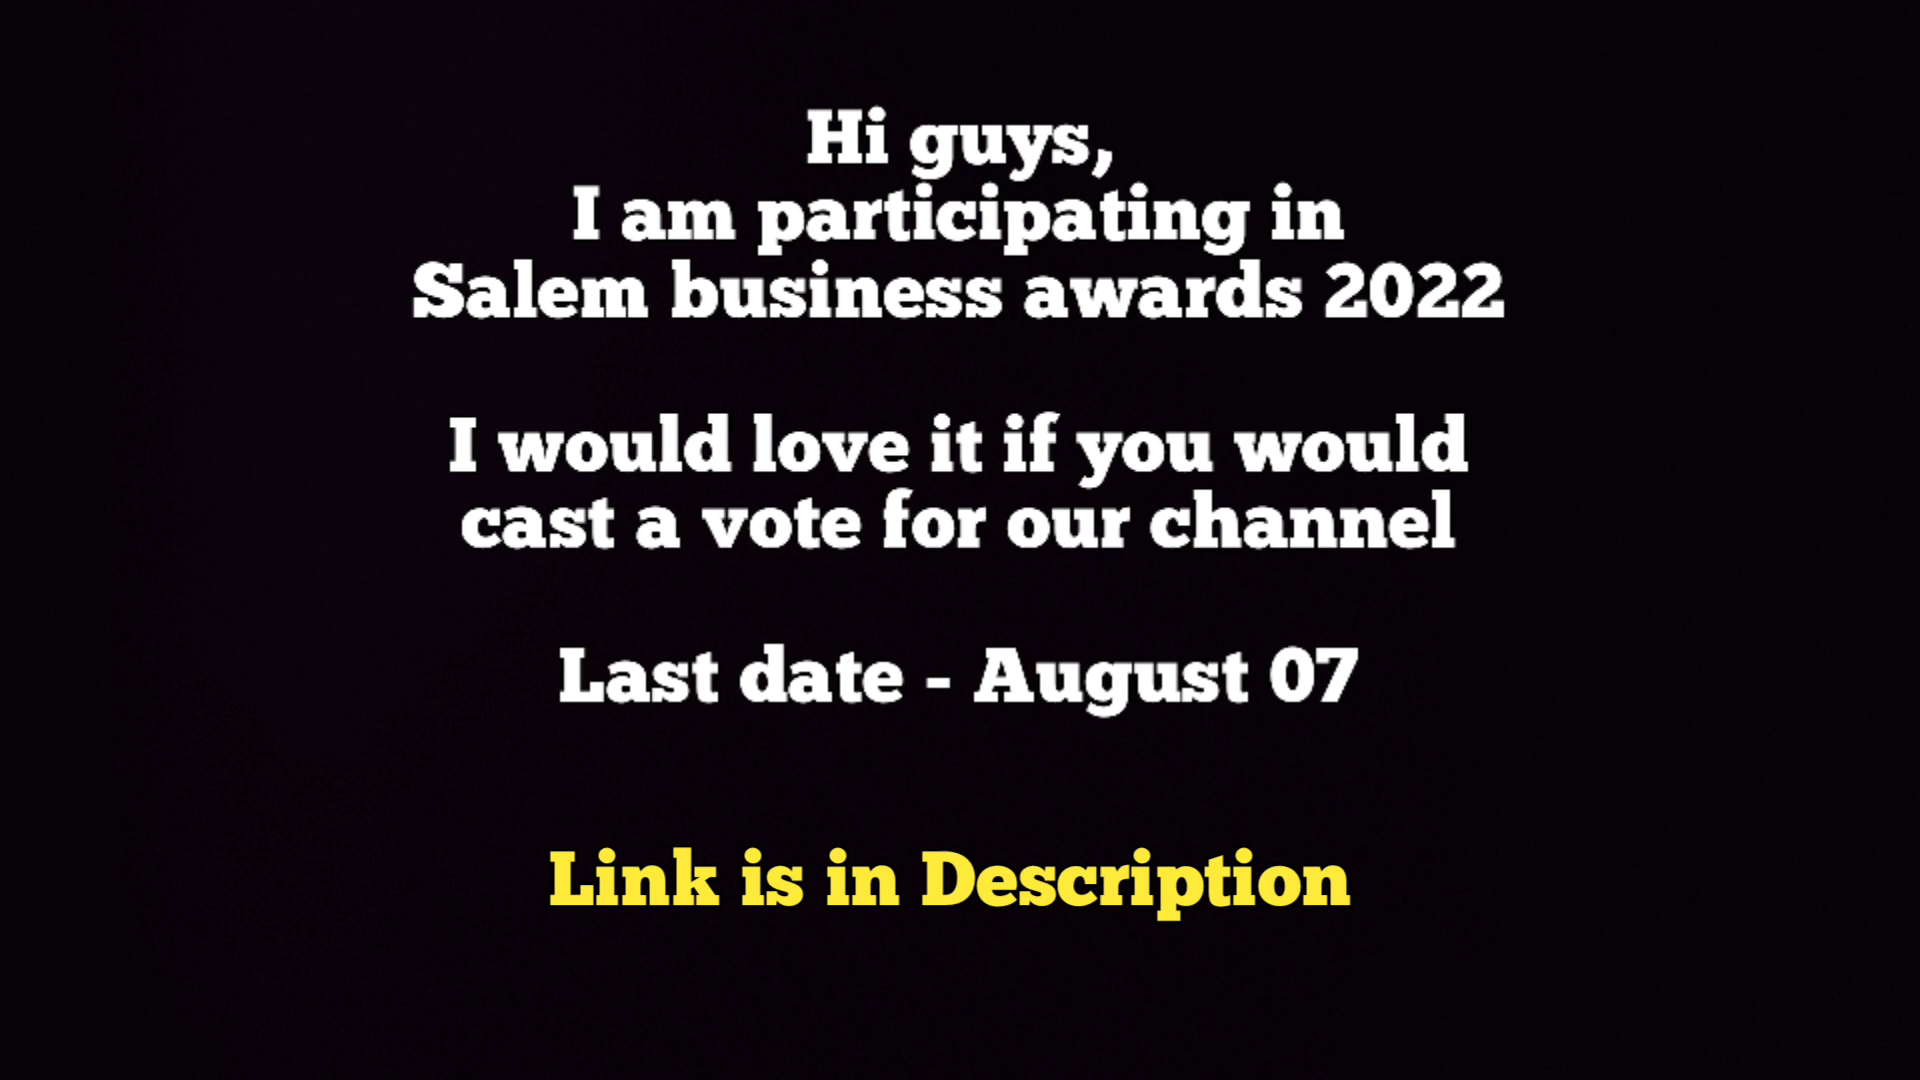 Hi guys,
I am participating in
Salem business awards 2022
I would love it if you would
cast a vote for our channel
Last date - August 07
Link is in Description